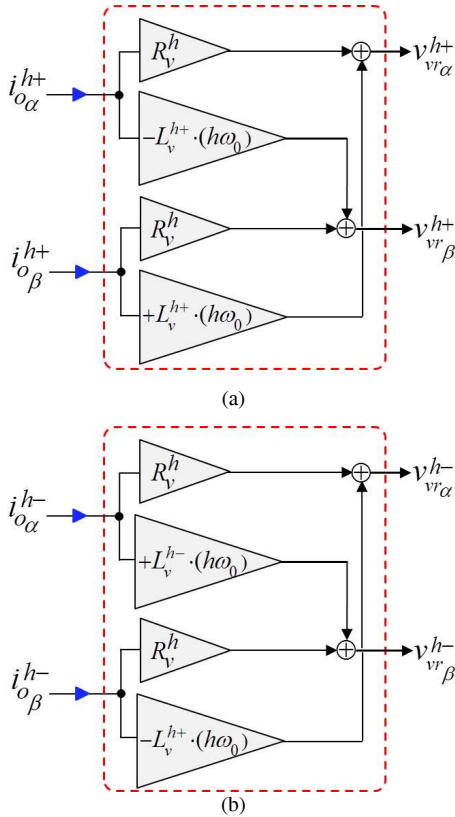 R_v^h
v_{vr_α}^{h+}
i_{o_α}^{h+}
−L_v^{h+}·(hω_0)
R_v^h
v_{vr_β}^{h+}
i_{o_β}^{h+}
+L_v^{h+}·(hω_0)
(a)
R_v^h
v_{vr_α}^{h-}
i_{o_α}^{h-}
+L_v^{h-}·(hω_0)
R_v^h
v_{vr_β}^{h-}
i_{o_β}^{h-}
−L_v^{h+}·(hω_0)
(b)